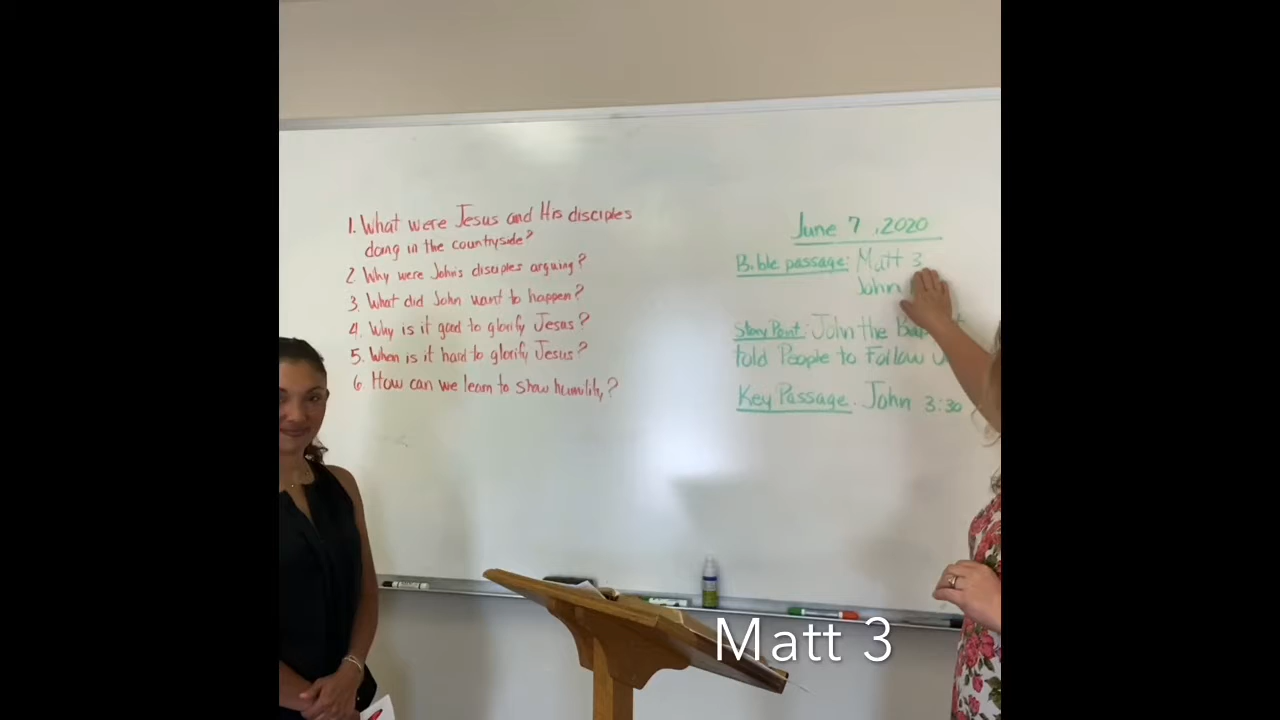 1. What were Jesus and His disciples
doing in the countryside?
2. Why were John's disciples arguing?
3. What did John want to happen?
4. Why is it good to glorify Jesus?
5. When is it hard to glorify Jesus?
6. How can we learn to show humility?
June 7, 2020
Bible passage: Matt 3
John
Story Point: John the
told People to Follow
Key Passage. John 3:30
Matt 3